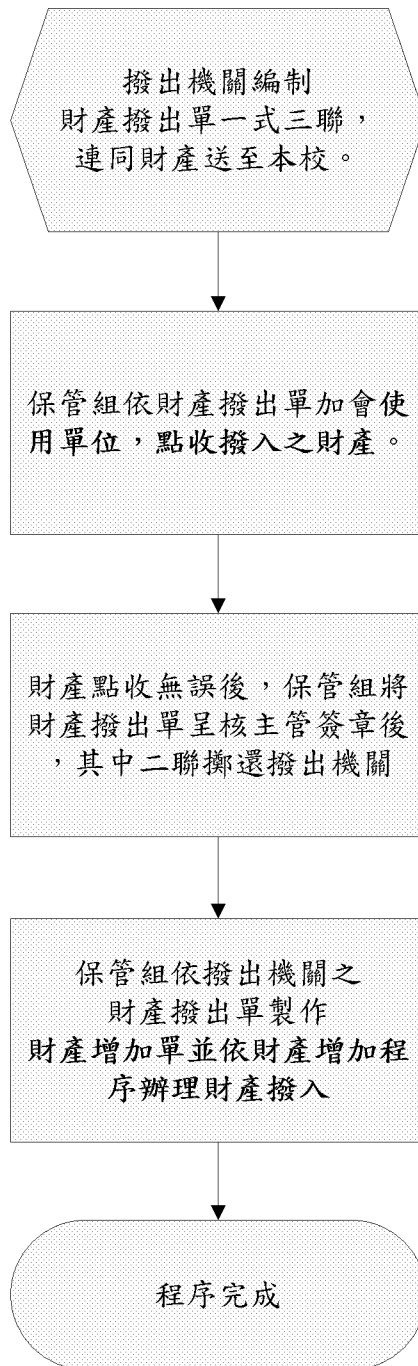 撥出機關編制
財產撥出單一式三聯，
連同財產送至本校。
保管組依財產撥出單加會使
用單位，點收撥入之財產。
財產點收無誤後，保管組將
財產撥出單呈核主管簽章後
，其中二聯擲還撥出機關
保管組依撥出機關之
財產撥出單製作
財產增加單並依財產增加程
序辦理財產撥入
程序完成